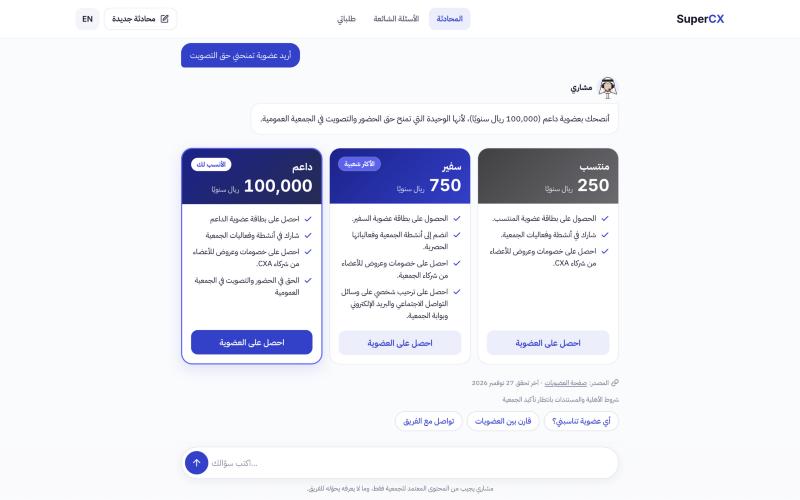 SuperCX
المحادثة
الأسئلة الشائعة
طلباتي
محادثة جديدة
EN
أريد عضوية تمنحني حق التصويت
مشاري
أنصحك بعضوية داعم (100,000 ريال سنويًا)، لأنها الوحيدة التي تمنح حق الحضور والتصويت في الجمعية العمومية.
منتسب
250 ريال سنويًا
الحصول على بطاقة عضوية المنتسب.
شارك في أنشطة وفعاليات الجمعية.
احصل على خصومات وعروض للأعضاء
من شركاء CXA.
احصل على العضوية
سفير
الأكثر شعبية
750 ريال سنويًا
الحصول على بطاقة عضوية السفير.
انضم إلى أنشطة الجمعية وفعالياتها
الحصرية.
احصل على خصومات وعروض للأعضاء
من شركاء الجمعية.
احصل على ترحيب شخصي على وسائل
التواصل الاجتماعي والبريد الإلكتروني
وبوابة الجمعية.
احصل على العضوية
داعم
الأنسب لك
100,000 ريال سنويًا
احصل على بطاقة عضوية الداعم
شارك في أنشطة وفعاليات الجمعية.
احصل على خصومات وعروض للأعضاء
من شركاء CXA.
الحق في الحضور والتصويت في الجمعية
العمومية
احصل على العضوية
المصدر: صفحة العضويات · آخر تحقق 27 نوفمبر 2026
شروط الأهلية والمستندات بانتظار تأكيد الجمعية
أي عضوية تناسبني؟
قارن بين العضويات
تواصل مع الفريق
اكتب سؤالك...
مشاري يجيب من المحتوى المعتمد للجمعية فقط، وما لا يعرفه يحوّله للفريق.